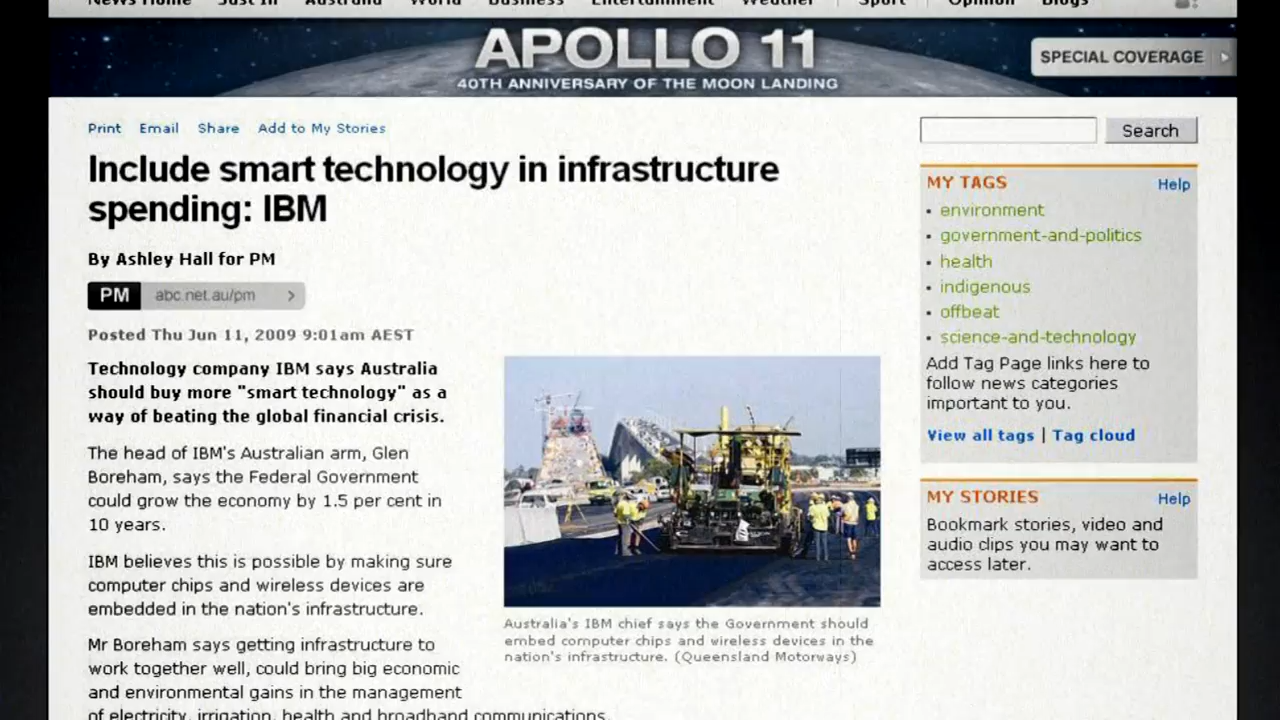 News Home Just In Australia World Business Entertainment Weather Sport Opinion Blogs
APOLLO 11
40TH ANNIVERSARY OF THE MOON LANDING
SPECIAL COVERAGE
Print Email Share Add to My Stories
Search
Include smart technology in infrastructure
spending: IBM
By Ashley Hall for PM
PM abc.net.au/pm
Posted Thu Jun 11, 2009 9:01am AEST
Technology company IBM says Australia
should buy more "smart technology" as a
way of beating the global financial crisis.
The head of IBM's Australian arm, Glen
Boreham, says the Federal Government
could grow the economy by 1.5 per cent in
10 years.
IBM believes this is possible by making sure
computer chips and wireless devices are
embedded in the nation's infrastructure.
Mr Boreham says getting infrastructure to
work together well, could bring big economic
and environmental gains in the management
of electricity, irrigation, health and broadband communications.
Australia's IBM chief says the Government should
embed computer chips and wireless devices in the
nation's infrastructure. (Queensland Motorways)
MY TAGS Help
environment
government-and-politics
health
indigenous
offbeat
science-and-technology
Add Tag Page links here to
follow news categories
important to you.
View all tags | Tag cloud
MY STORIES Help
Bookmark stories, video and
audio clips you may want to
access later.